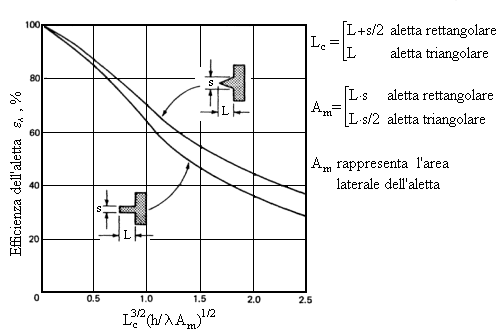 Efficienza dell'aletta ε_λ , %
100
80
60
40
20
0
0.5
1.0
1.5
2.0
2.5
s
L
s
L
L_c^{3/2}(h/λA_m)^{1/2}
L_c = [ L+s/2 aletta rettangolare
L aletta triangolare
A_m = [ L·s aletta rettangolare
L·s/2 aletta triangolare
A_m rappresenta l'area
laterale dell'aletta